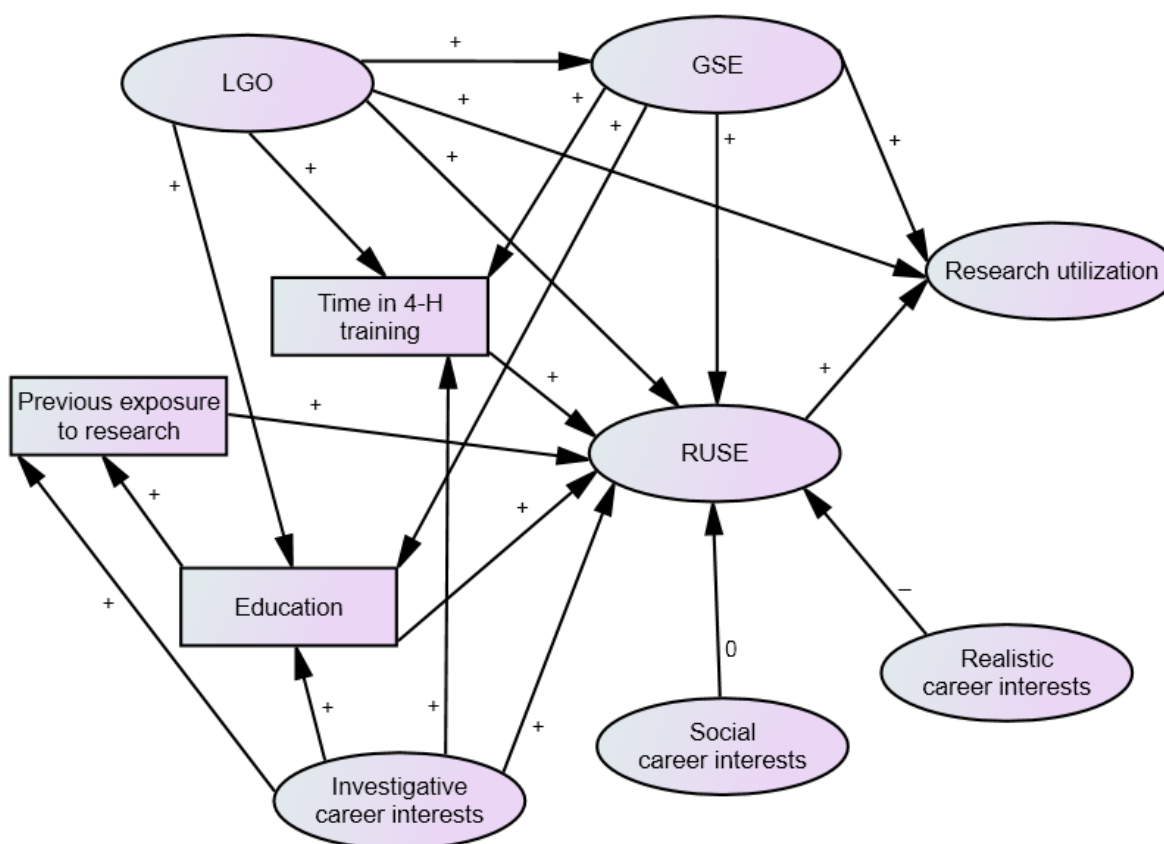 LGO
+
GSE
+
+
+
+
+
+
+
+
Research utilization
Time in 4-H
training
+
+
Previous exposure
to research
+
RUSE
+
+
Education
+
–
Realistic
career interests
0
+
+
+
Social
career interests
Investigative
career interests